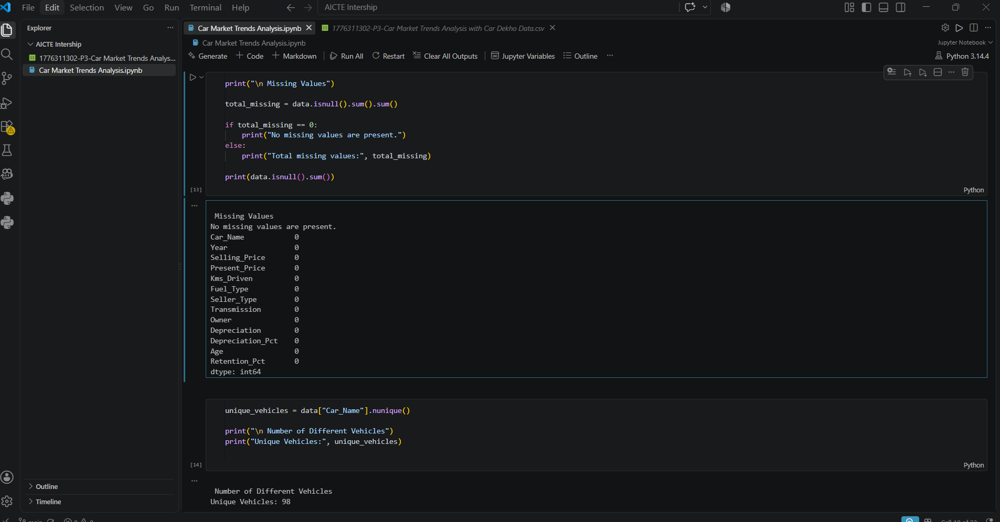 File Edit Selection View Go Run Terminal Help AICTE Intership
Explorer
AICTE Intership
1776311302-P3-Car Market Trends Analys...
Car Market Trends Analysis.ipynb
Outline
Timeline
Car Market Trends Analysis.ipynb 1776311302-P3-Car Market Trends Analysis with Car Dekho Data.csv
Car Market Trends Analysis.ipynb Jupyter Notebook
Generate Code Markdown Run All Restart Clear All Outputs Jupyter Variables Outline ... Python 3.14.4
print("\n Missing Values")
total_missing = data.isnull().sum().sum()
if total_missing == 0:
print("No missing values are present.")
else:
print("Total missing values:", total_missing)
print(data.isnull().sum())
[13] Python
Missing Values
No missing values are present.
Car_Name 0
Year 0
Selling_Price 0
Present_Price 0
Kms_Driven 0
Fuel_Type 0
Seller_Type 0
Transmission 0
Owner 0
Depreciation 0
Depreciation_Pct 0
Age 0
Retention_Pct 0
dtype: int64
unique_vehicles = data["Car_Name"].nunique()
print("\n Number of Different Vehicles")
print("Unique Vehicles:", unique_vehicles)
[14] Python
Number of Different Vehicles
Unique Vehicles: 98